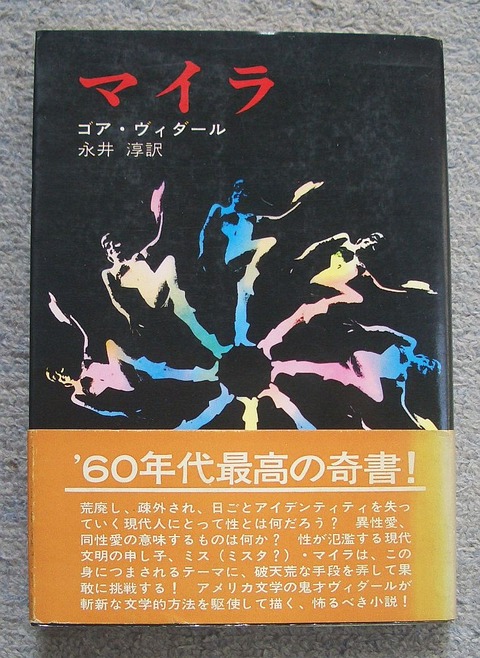 マイラ
ゴア・ヴィダール
永井 淳訳
'60年代最高の奇書!
荒廃し、疎外され、日ごとアイデンティティを失っ
ていく現代人にとって性とは何だろう? 異性愛、
同性愛の意味するものは何か? 性が氾濫する現代
文明の申し子、ミス(ミスタ?)・マイラは、この
身につまされるテーマに、破天荒な手段を弄して果
敢に挑戦する! アメリカ文学の鬼才ヴィダールが
斬新な文学的方法を駆使して描く、怖るべき小説!